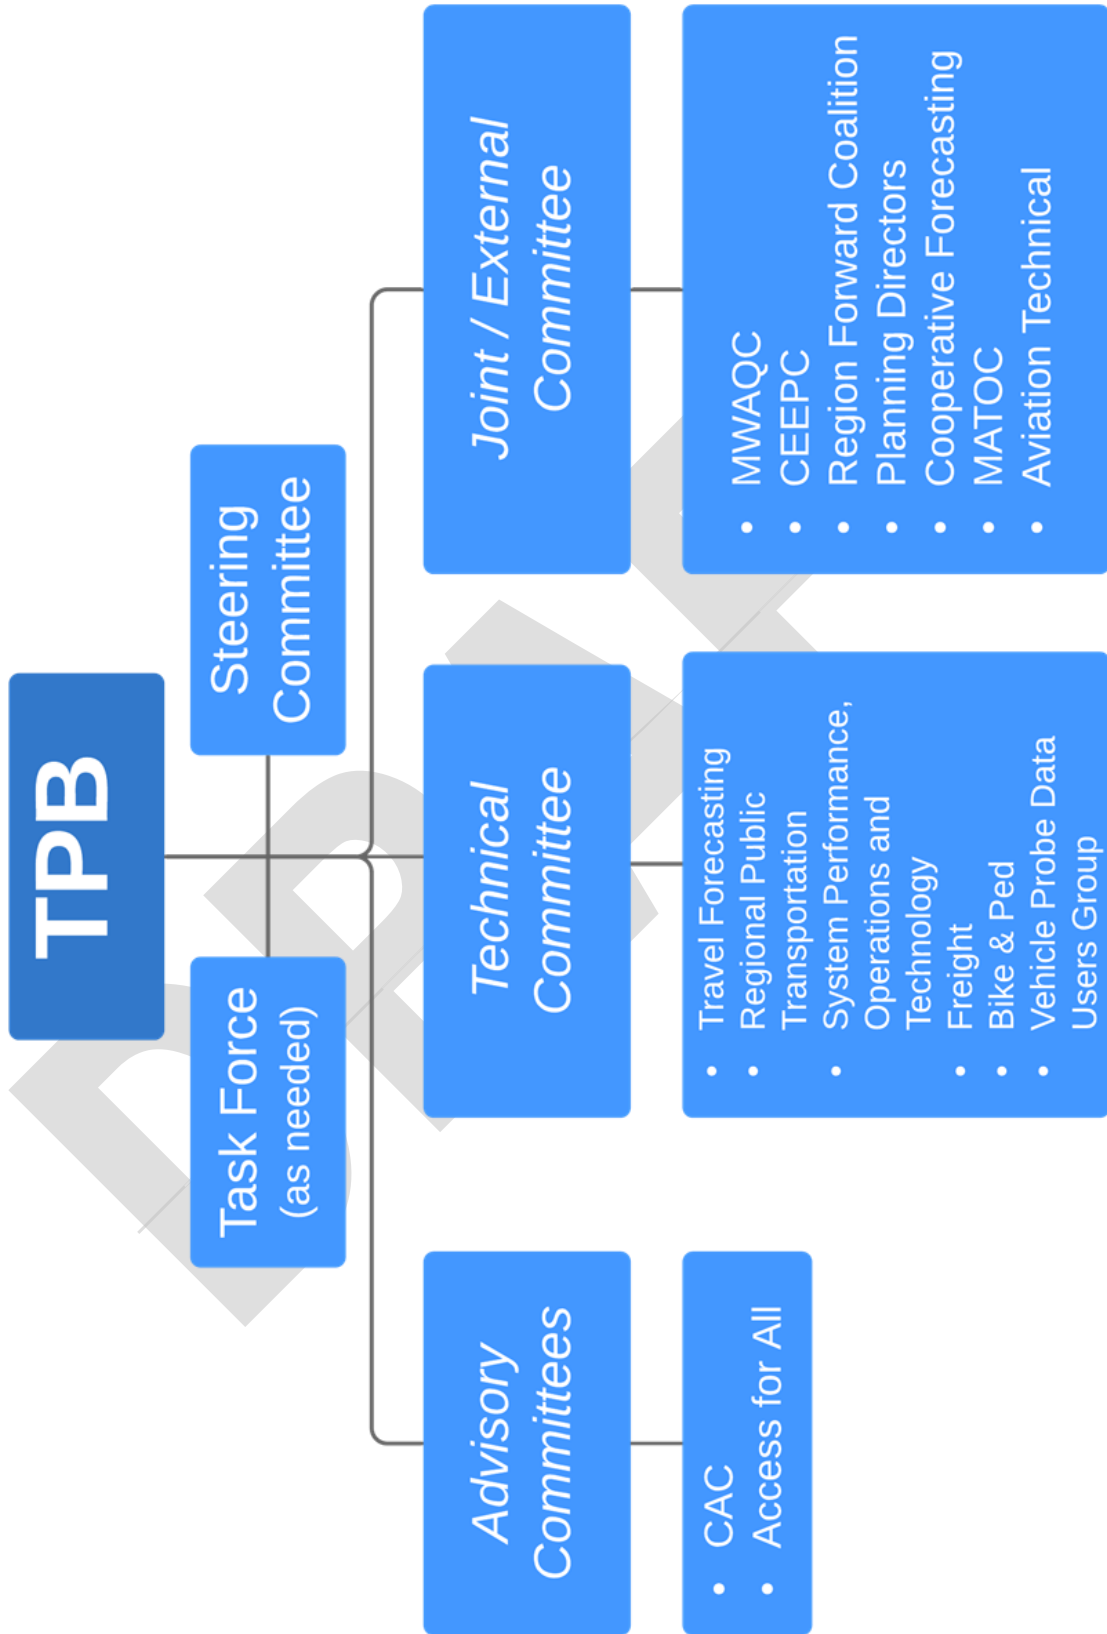 TPB
Task Force
(as needed)
Steering
Committee
Advisory
Committees
• CAC
• Access for All
Technical
Committee
• Travel Forecasting
• Regional Public
Transportation
• System Performance,
Operations and
Technology
• Freight
• Bike & Ped
• Vehicle Probe Data
Users Group
Joint / External
Committee
• MWAQC
• CEEPC
• Region Forward Coalition
• Planning Directors
• Cooperative Forecasting
• MATOC
• Aviation Technical